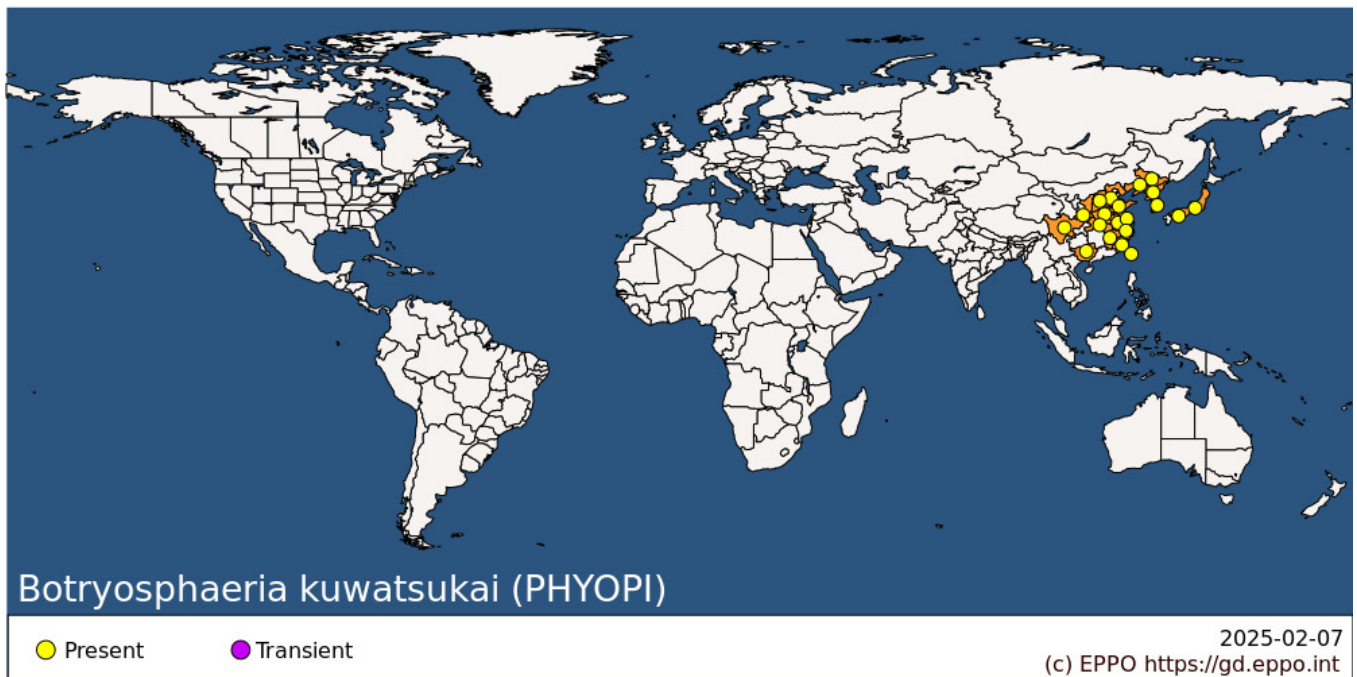 Botryosphaeria kuwatsukai (PHYOPI)
Present
Transient
2025-02-07
(c) EPPO https://gd.eppo.int